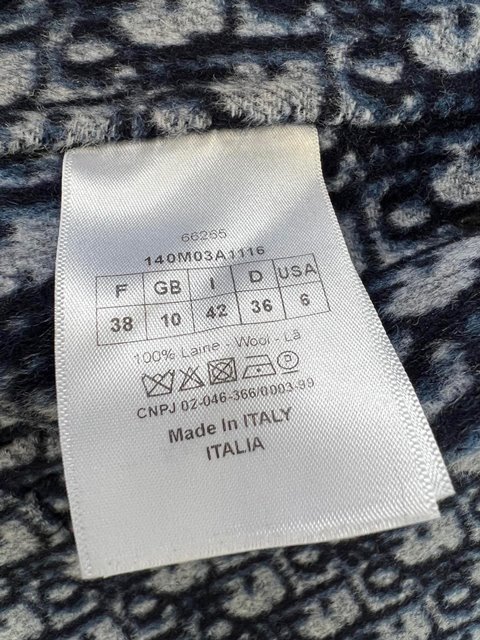 66265
140M03A1116
F GB I D USA
38 10 42 36 6
100% Laine - Wool - Lã
P
CNPJ 02-046-366/0003-99
Made In ITALY
ITALIA